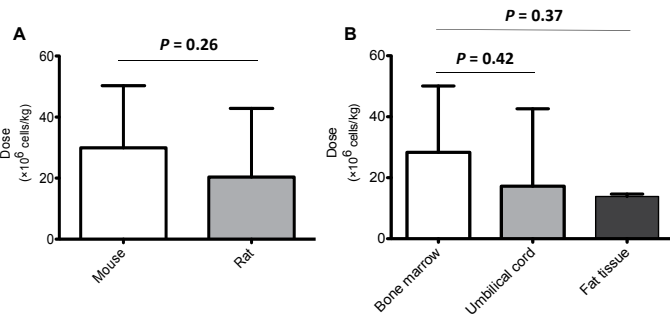 A
P = 0.26
Dose
(×10⁶ cells/kg)
60
40
20
0
Mouse
Rat
B
P = 0.37
P = 0.42
Dose
(×10⁶ cells/kg)
60
40
20
0
Bone marrow
Umbilical cord
Fat tissue